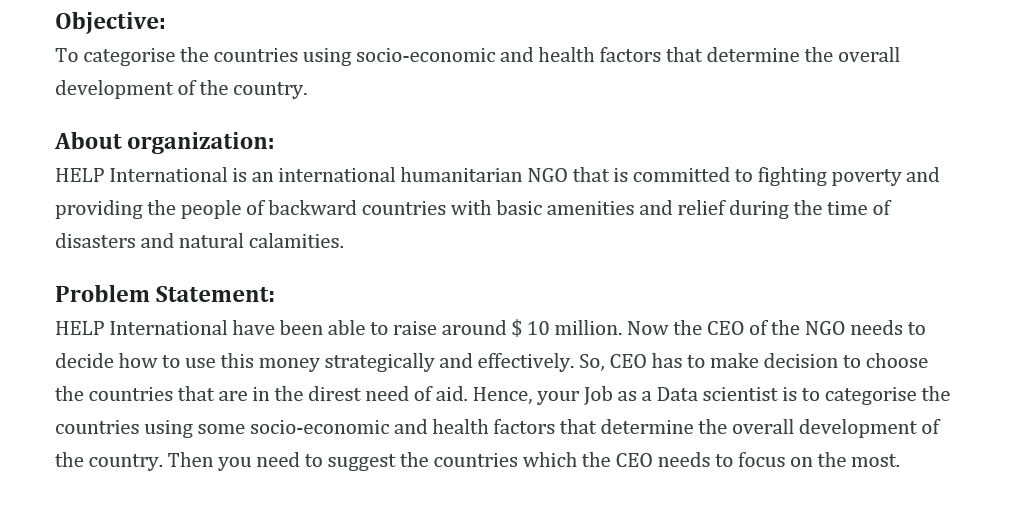 Objective:
To categorise the countries using socio-economic and health factors that determine the overall
development of the country.
About organization:
HELP International is an international humanitarian NGO that is committed to fighting poverty and
providing the people of backward countries with basic amenities and relief during the time of
disasters and natural calamities.
Problem Statement:
HELP International have been able to raise around $ 10 million. Now the CEO of the NGO needs to
decide how to use this money strategically and effectively. So, CEO has to make decision to choose
the countries that are in the direst need of aid. Hence, your Job as a Data scientist is to categorise the
countries using some socio-economic and health factors that determine the overall development of
the country. Then you need to suggest the countries which the CEO needs to focus on the most.